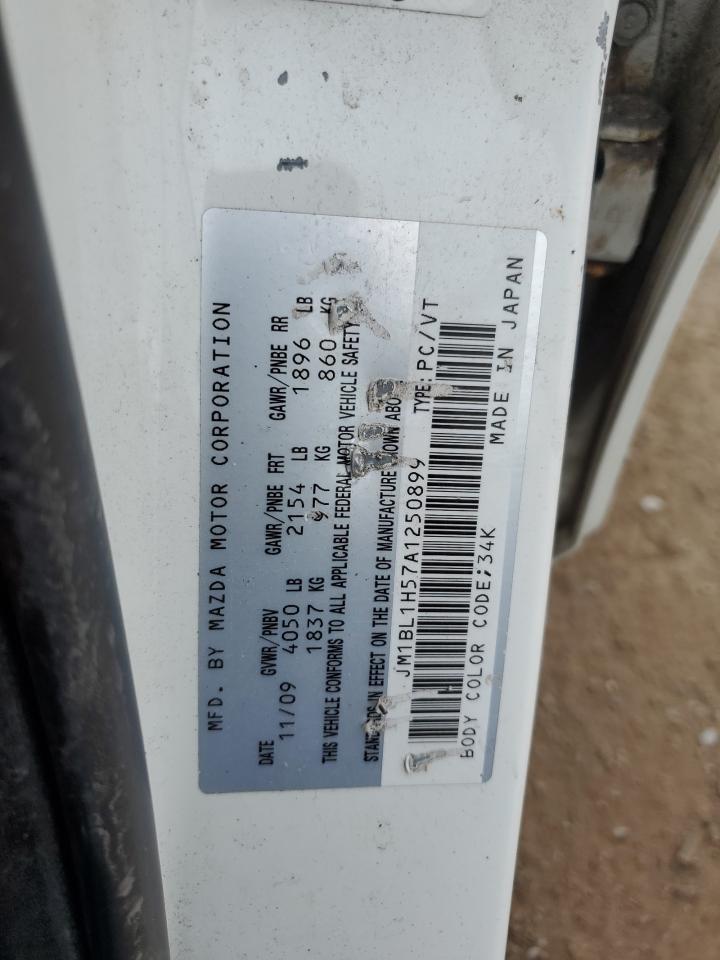 MFD. BY MAZDA MOTOR CORPORATION
DATE GVWR/PNBV GAWR/PNBE FRT GAWR/PNBE RR
11/09 4050 LB 2154 LB 1896 LB
1837 KG 977 KG 860 KG
THIS VEHICLE CONFORMS TO ALL APPLICABLE FEDERAL MOTOR VEHICLE SAFETY
IN EFFECT ON THE DATE OF MANUFACTURE
JM1BL1H57A1250899 TYPE: PC/VT
BODY COLOR CODE;34K MADE IN JAPAN